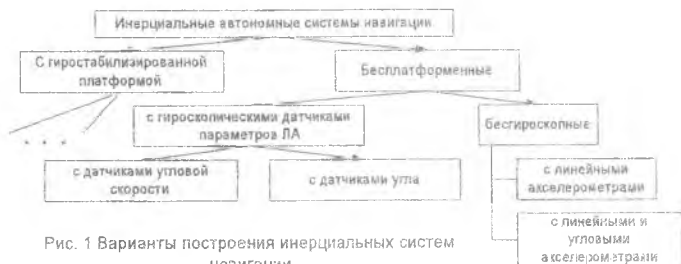 Инерциальные автономные системы навигации
С гиростабилизированной
платформой
Бесплатформенные
. . .
с гироскопическими датчиками
параметров ЛА
бесгироскопные
с датчиками угловой
скорости
с датчиками угла
с линейными
акселерометрами
с линейными и
угловыми
акселерометрами
Рис. 1 Варианты построения инерциальных систем
навигации